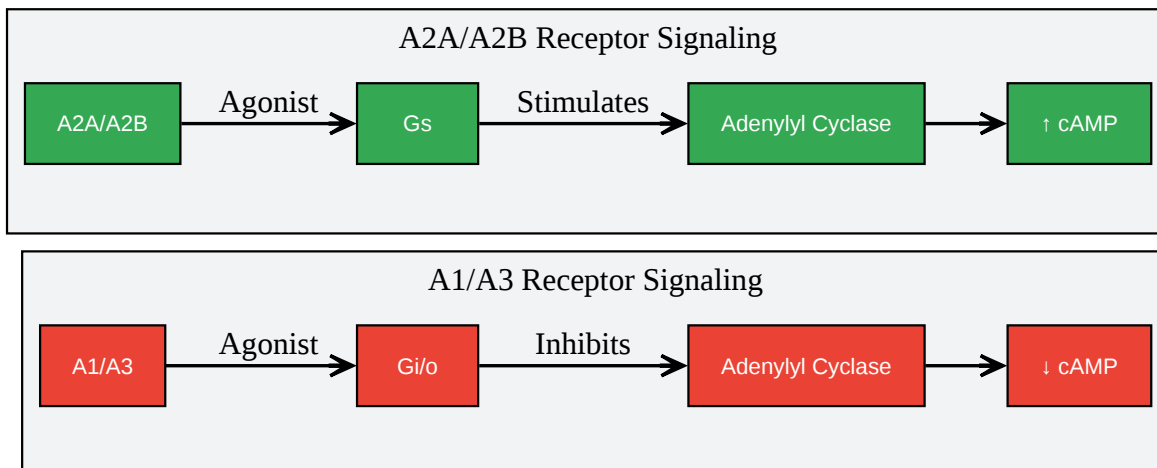 A2A/A2B Receptor Signaling
Agonist
Stimulates
A2A/A2B
Gs
Adenylyl Cyclase
↑ cAMP
A1/A3 Receptor Signaling
Agonist
Inhibits
A1/A3
Gi/o
Adenylyl Cyclase
↓ cAMP